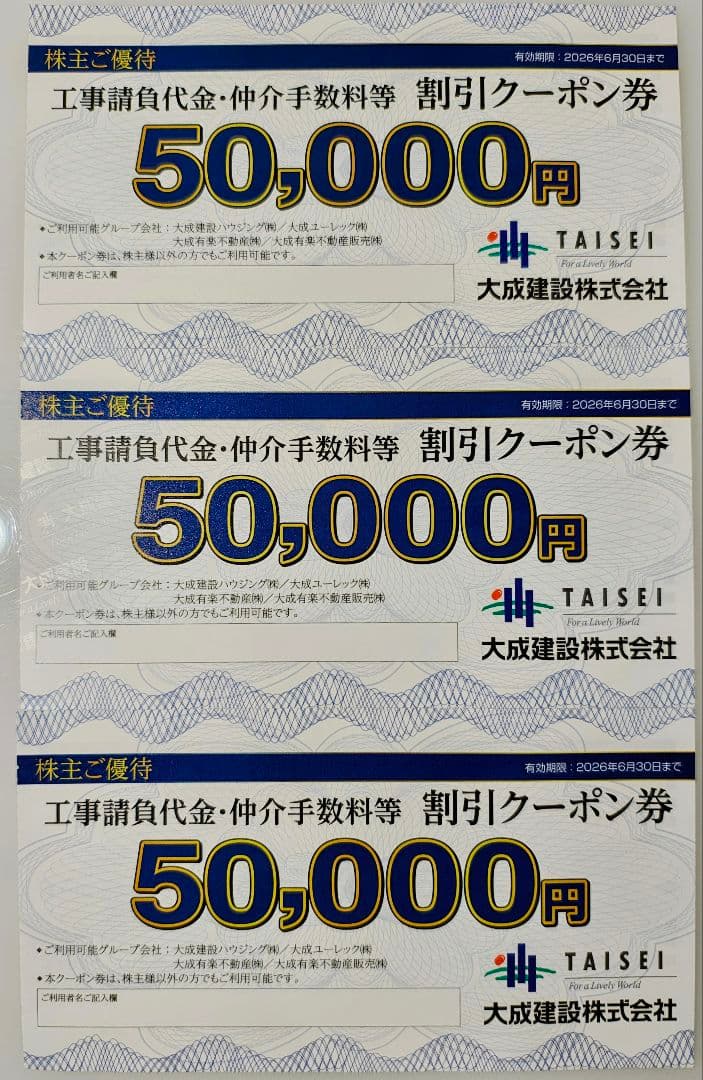 株主ご優待 有効期限：2026年6月30日まで
工事請負代金・仲介手数料等 割引クーポン券
50,000円
◆ご利用可能グループ会社：大成建設ハウジング㈱／大成ユーレック㈱
大成有楽不動産㈱／大成有楽不動産販売㈱
◆本クーポン券は、株主様以外の方でもご利用可能です。
ご利用者名ご記入欄
TAISEI
For a Lively World
大成建設株式会社
株主ご優待 有効期限：2026年6月30日まで
工事請負代金・仲介手数料等 割引クーポン券
50,000円
◆ご利用可能グループ会社：大成建設ハウジング㈱／大成ユーレック㈱
大成有楽不動産㈱／大成有楽不動産販売㈱
◆本クーポン券は、株主様以外の方でもご利用可能です。
ご利用者名ご記入欄
TAISEI
For a Lively World
大成建設株式会社
株主ご優待 有効期限：2026年6月30日まで
工事請負代金・仲介手数料等 割引クーポン券
50,000円
◆ご利用可能グループ会社：大成建設ハウジング㈱／大成ユーレック㈱
大成有楽不動産㈱／大成有楽不動産販売㈱
◆本クーポン券は、株主様以外の方でもご利用可能です。
ご利用者名ご記入欄
TAISEI
For a Lively World
大成建設株式会社